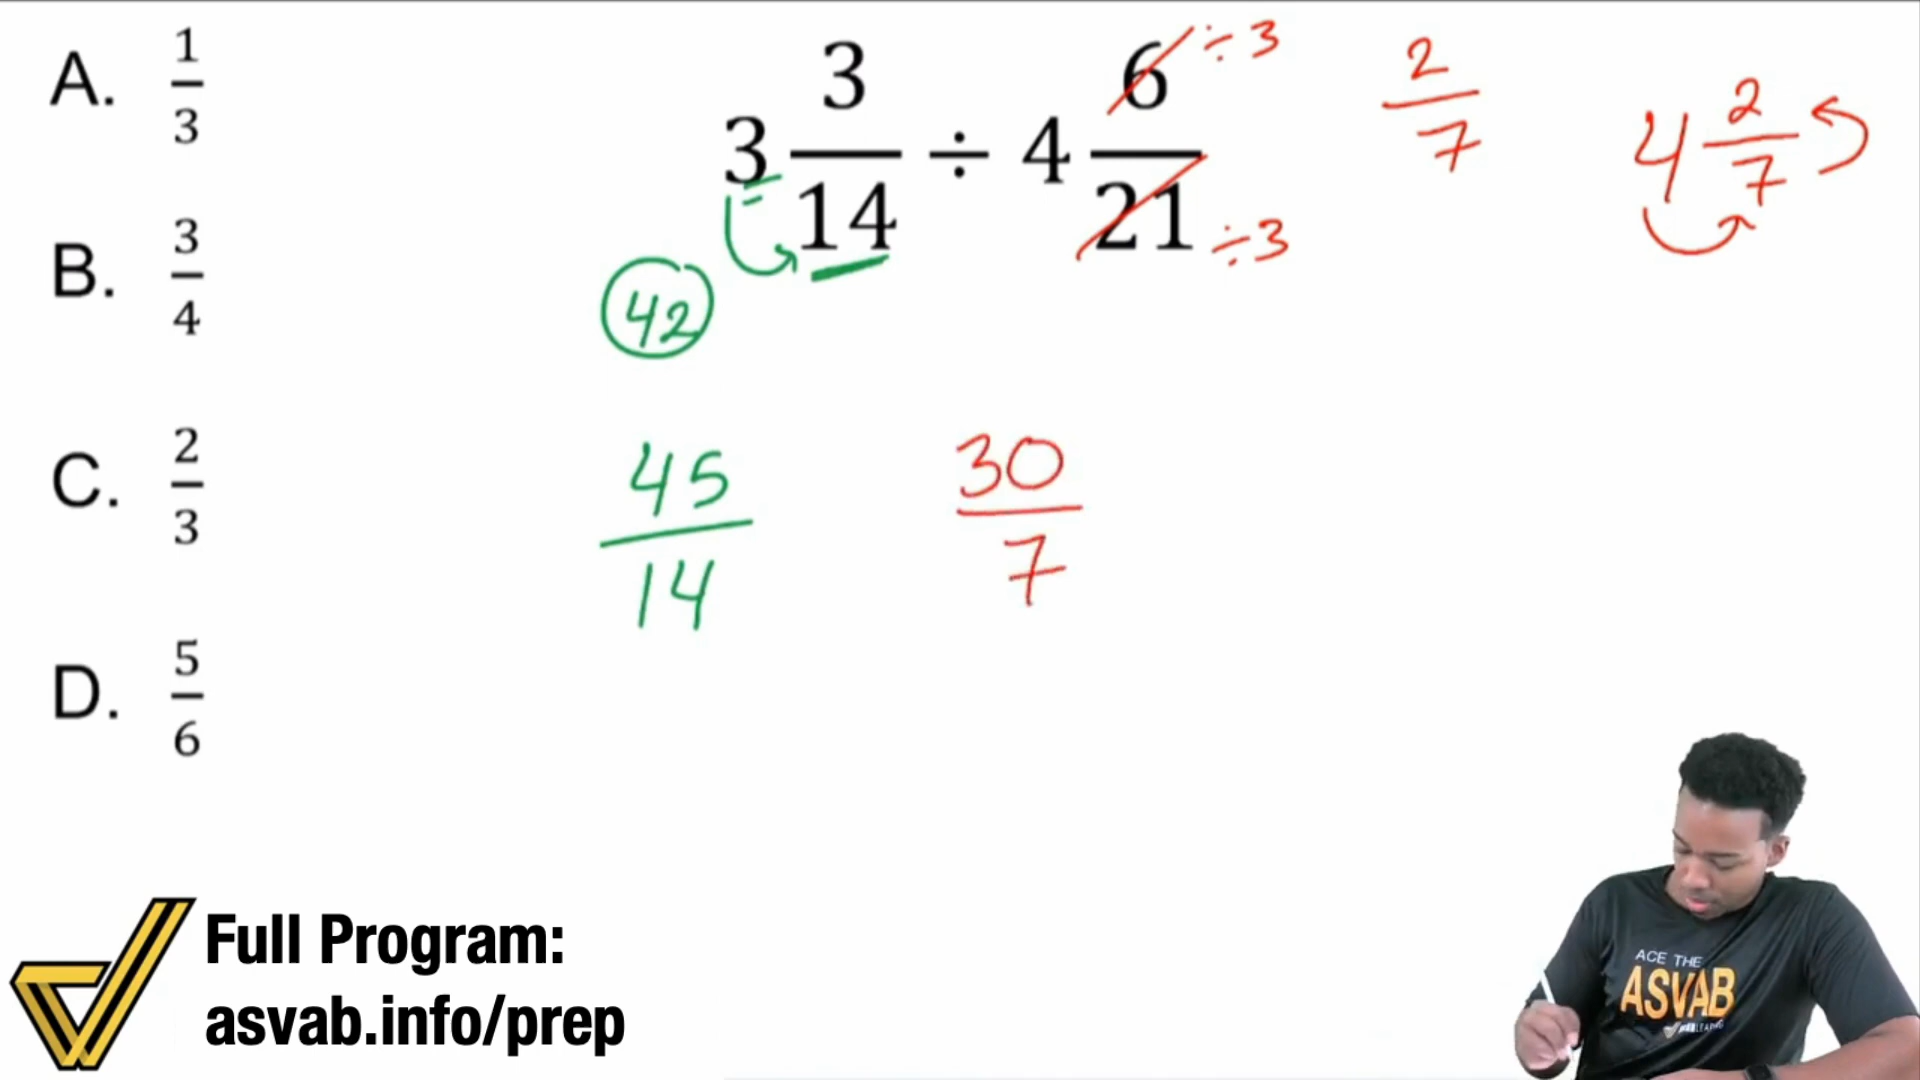 A. 1/3
B. 3/4
C. 2/3
D. 5/6
3 3/14 ÷ 4 6/21
÷3
÷3
2/7
4 2/7
42
45/14
30/7
Full Program:
asvab.info/prep
ACE THE
ASVAB